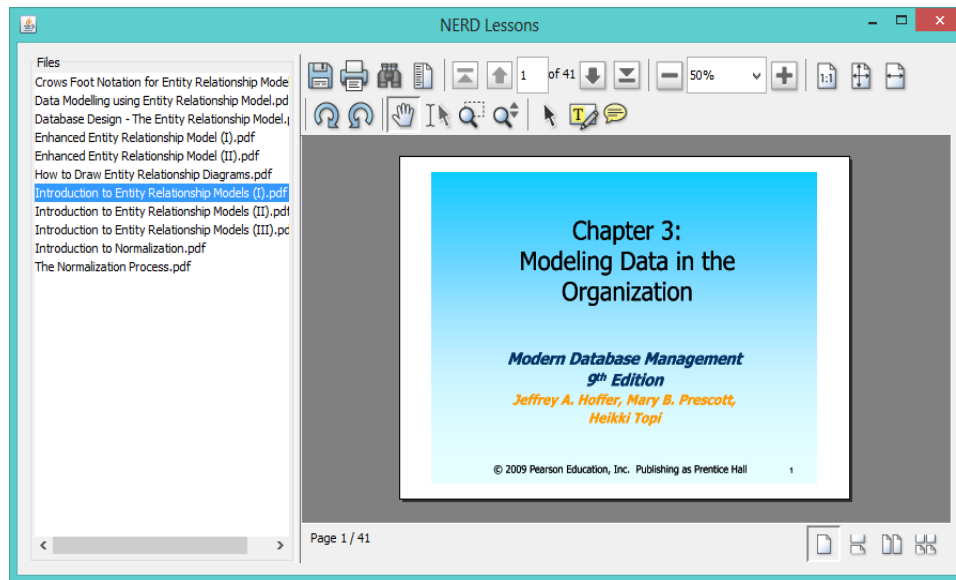 NERD Lessons
Files
Crows Foot Notation for Entity Relationship Mode
Data Modelling using Entity Relationship Model.pd
Database Design - The Entity Relationship Model.
Enhanced Entity Relationship Model (I).pdf
Enhanced Entity Relationship Model (II).pdf
How to Draw Entity Relationship Diagrams.pdf
Introduction to Entity Relationship Models (I).pdf
Introduction to Entity Relationship Models (II).pdf
Introduction to Entity Relationship Models (III).pd
Introduction to Normalization.pdf
The Normalization Process.pdf
1 of 41 50% 1:1
T
Chapter 3:
Modeling Data in the
Organization
Modern Database Management
9th Edition
Jeffrey A. Hoffer, Mary B. Prescott,
Heikki Topi
© 2009 Pearson Education, Inc. Publishing as Prentice Hall 1
Page 1 / 41